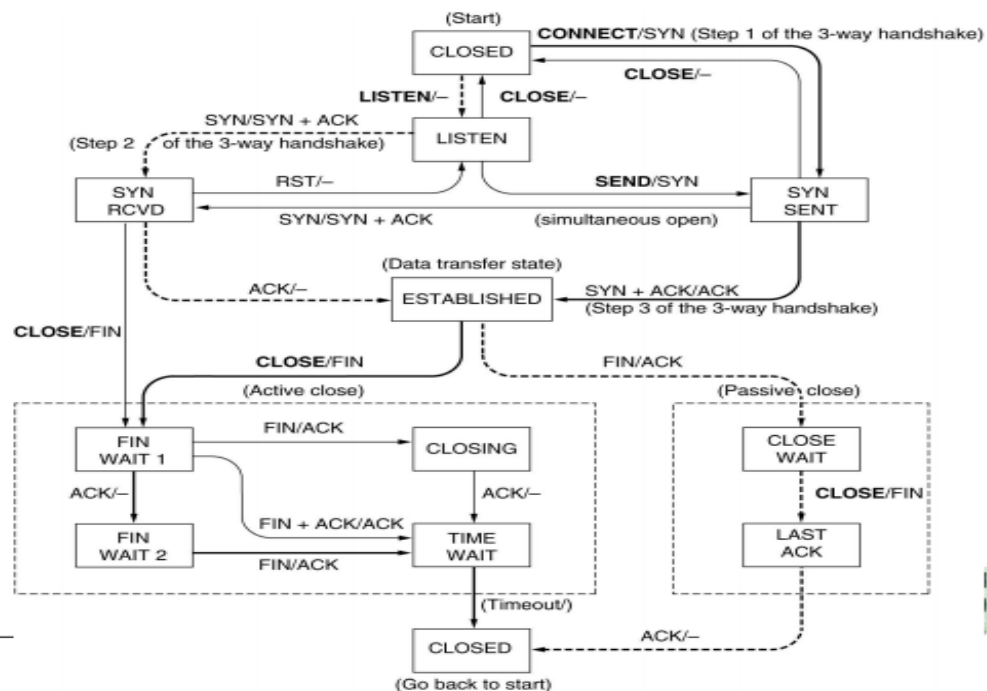 (Start)
CLOSED
CONNECT/SYN (Step 1 of the 3-way handshake)
CLOSE/–
LISTEN/–
CLOSE/–
SYN/SYN + ACK
(Step 2 of the 3-way handshake)
LISTEN
SYN
RCVD
RST/–
SEND/SYN
SYN
SENT
SYN/SYN + ACK
(simultaneous open)
(Data transfer state)
ACK/–
ESTABLISHED
SYN + ACK/ACK
(Step 3 of the 3-way handshake)
CLOSE/FIN
CLOSE/FIN
FIN/ACK
(Active close)
(Passive close)
FIN
WAIT 1
FIN/ACK
CLOSING
CLOSE
WAIT
ACK/–
ACK/–
CLOSE/FIN
FIN + ACK/ACK
FIN
WAIT 2
FIN/ACK
TIME
WAIT
LAST
ACK
(Timeout/)
CLOSED
ACK/–
(Go back to start)